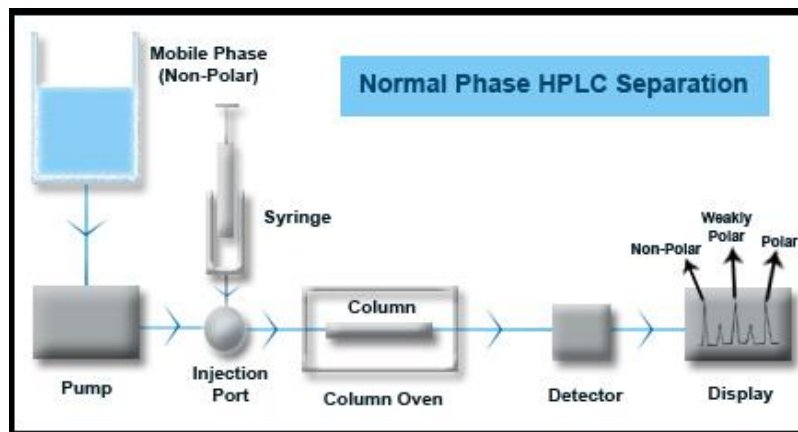 Mobile Phase
(Non-Polar)
Normal Phase HPLC Separation
Syringe
Weakly
Polar
Non-Polar
Polar
Column
Pump
Injection
Port
Column Oven
Detector
Display